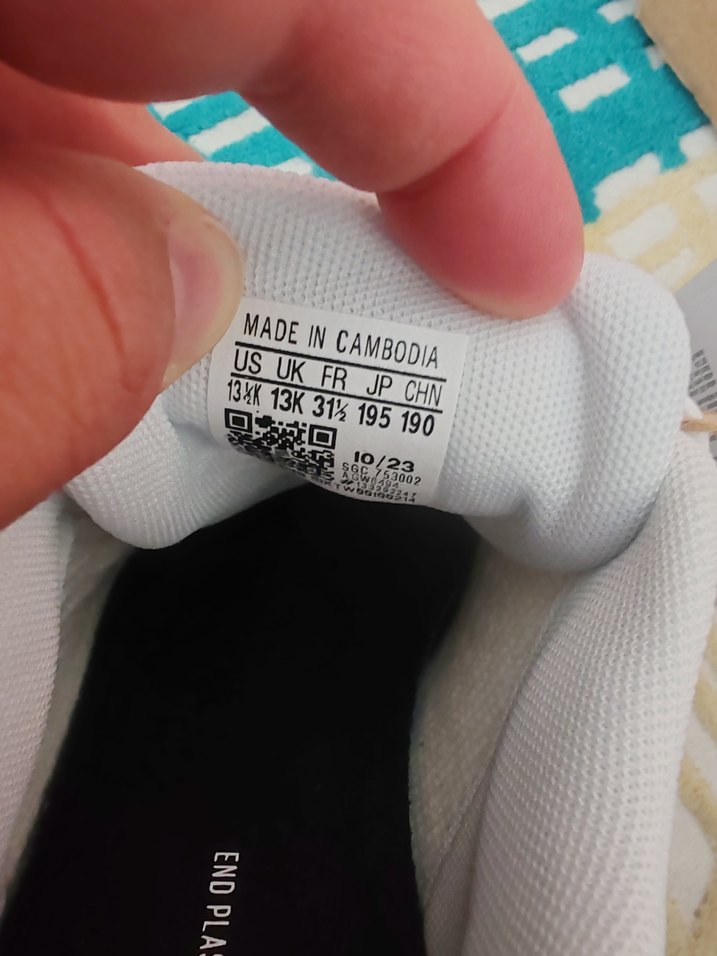 MADE IN CAMBODIA
US UK FR JP CHN
13½K 13K 31½ 195 190
10/23
SGC 753002
END